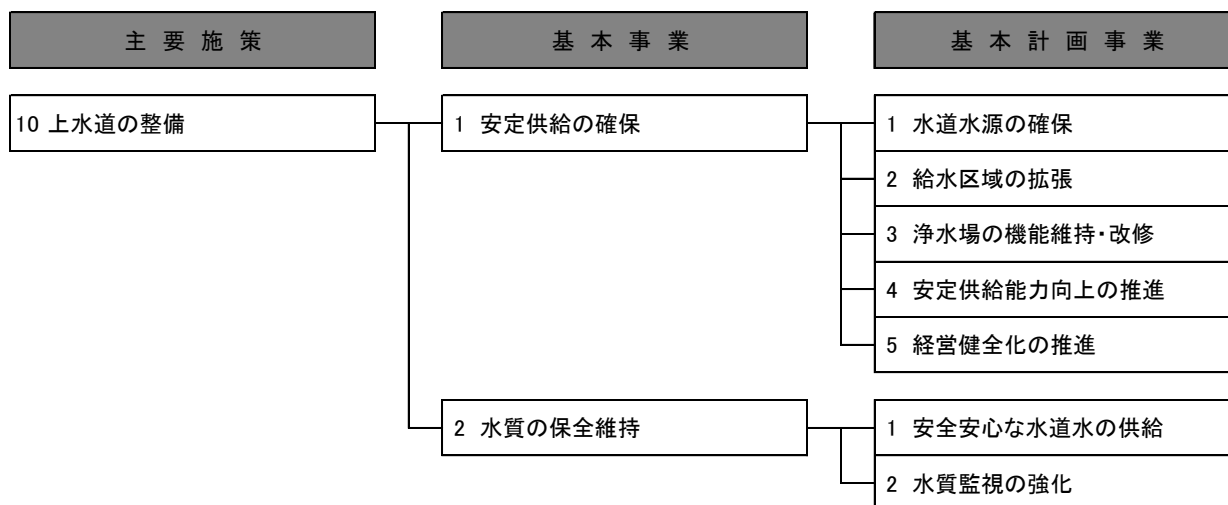 主要施策
基本事業
基本計画事業
10 上水道の整備
1 安定供給の確保
1 水道水源の確保
2 給水区域の拡張
3 浄水場の機能維持・改修
4 安定供給能力向上の推進
5 経営健全化の推進
2 水質の保全維持
1 安全安心な水道水の供給
2 水質監視の強化